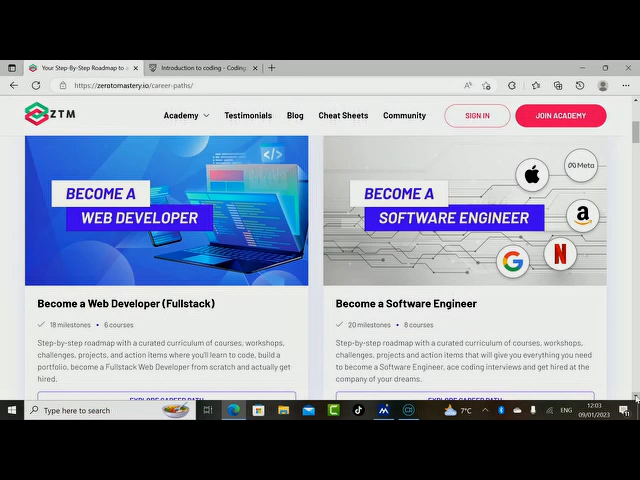 Your Step-By-Step Roadmap to a
Introduction to coding - Coding
https://zerotomastery.io/career-paths/
ZTM
Academy
Testimonials
Blog
Cheat Sheets
Community
SIGN IN
JOIN ACADEMY
BECOME A
WEB DEVELOPER
</>
BECOME A
SOFTWARE ENGINEER
Meta
a
G
N
Become a Web Developer (Fullstack)
18 milestones • 6 courses
Step-by-step roadmap with a curated curriculum of courses, workshops,
challenges, projects, and action items where you'll learn to code, build a
portfolio, become a Fullstack Web Developer from scratch and actually get
hired.
EXPLORE CAREER PATH
Become a Software Engineer
20 milestones • 8 courses
Step-by-step roadmap with a curated curriculum of courses, workshops,
challenges, projects and action items that will give you everything you need
to become a Software Engineer, ace coding interviews and get hired at the
company of your dreams.
EXPLORE CAREER PATH
Type here to search
7°C
ENG
12:03
09/01/2023